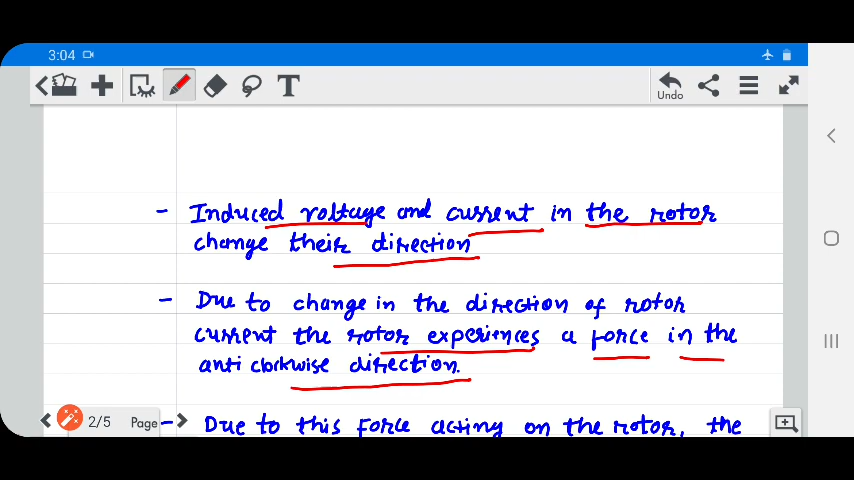 3:04
Undo
- Induced voltage and current in the rotor
change their direction
- Due to change in the direction of rotor
current the rotor experiences a force in the
anti clockwise direction.
2/5 Page
- Due to this force acting on the rotor, the